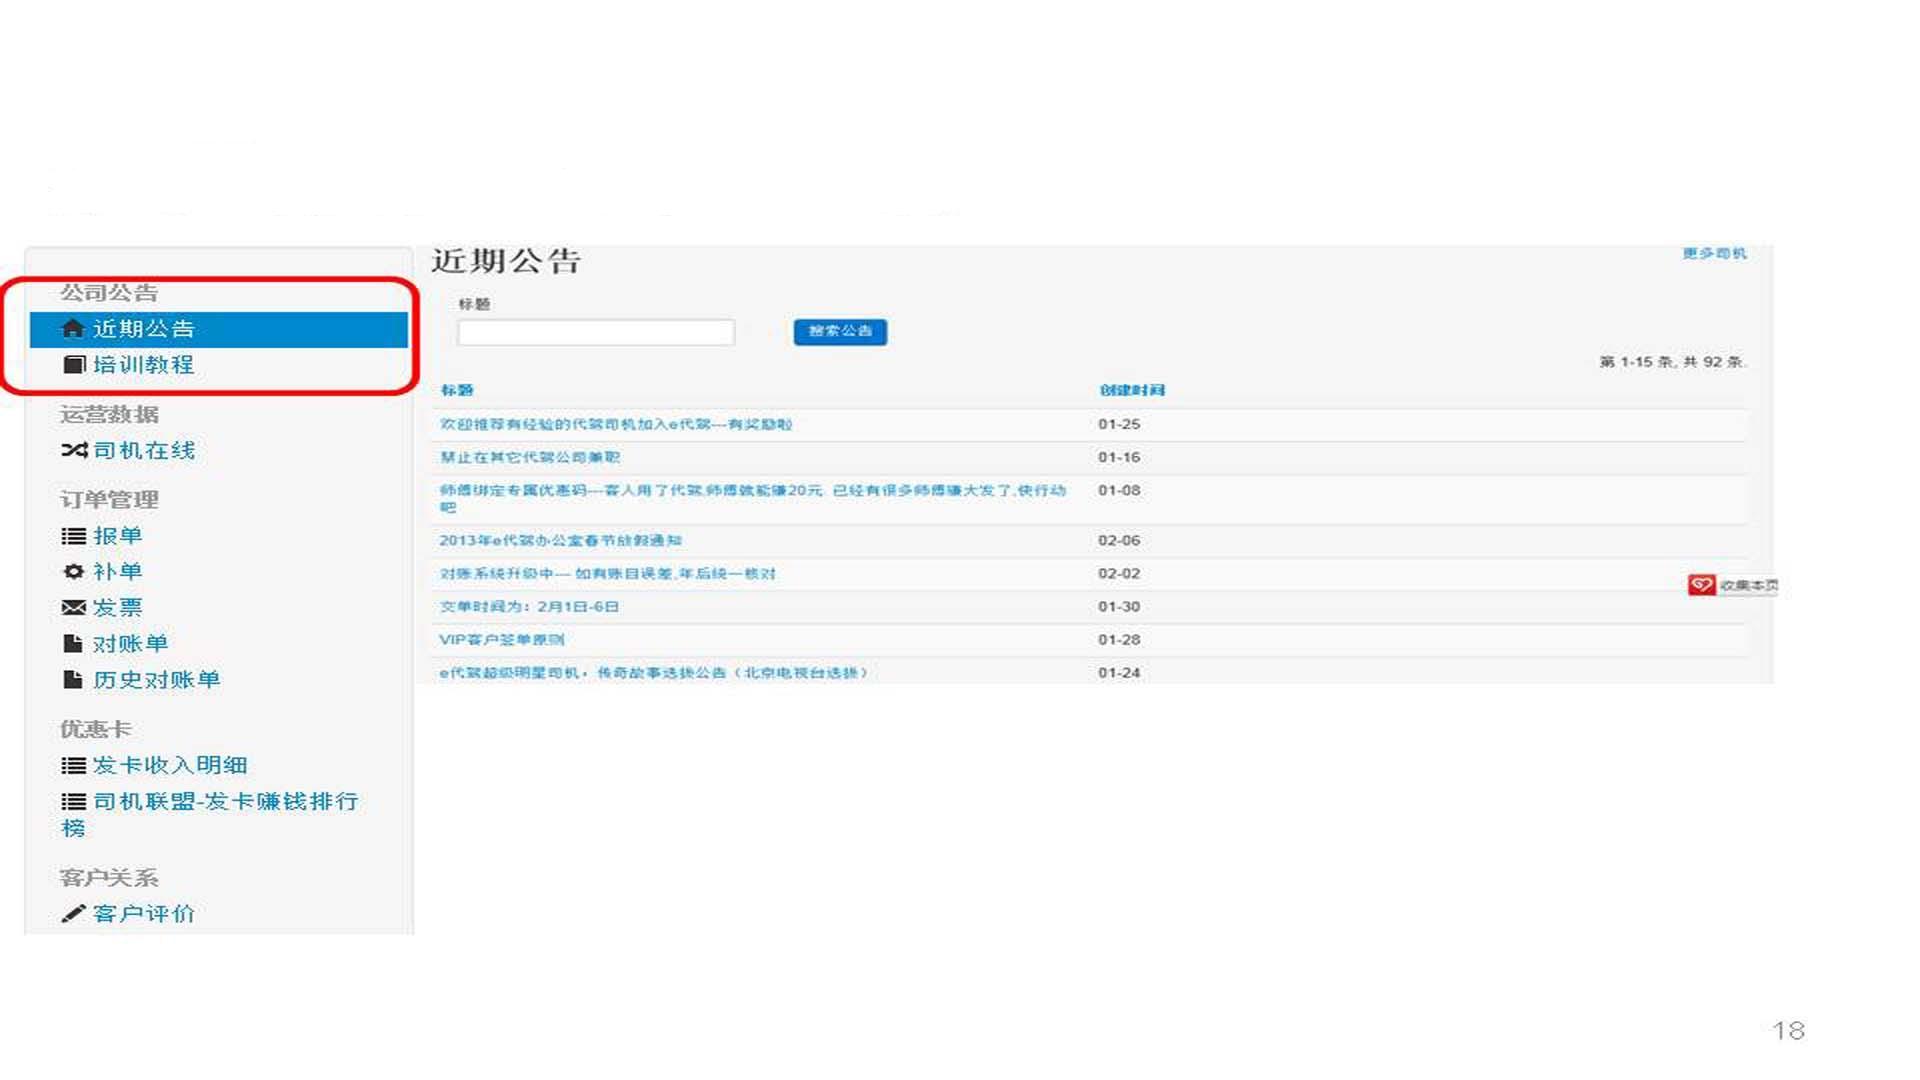 公司公告
近期公告
培训教程
运营数据
司机在线
订单管理
报单
补单
发票
对账单
历史对账单
优惠卡
发卡收入明细
司机联盟-发卡赚钱排行
榜
客户关系
客户评价
近期公告
更多司机
标题
搜索公告
第 1-15 条, 共 92 条.
标题
创建时间
欢迎推荐有经验的代驾司机加入e代驾---有奖励啦
01-25
禁止在其它代驾公司兼职
01-16
师傅绑定专属优惠码---客人用了代驾,师傅就能赚20元 已经有很多师傅赚大发了,快行动
吧
01-08
2013年e代驾办公室春节放假通知
02-06
对账系统升级中--- 如有账目误差,年后统一核对
02-02
交单时间为：2月1日-6日
01-30
VIP客户签单原则
01-28
e代驾超级明星司机，传奇故事选拔公告（北京电视台选拔）
01-24
收集本页
18